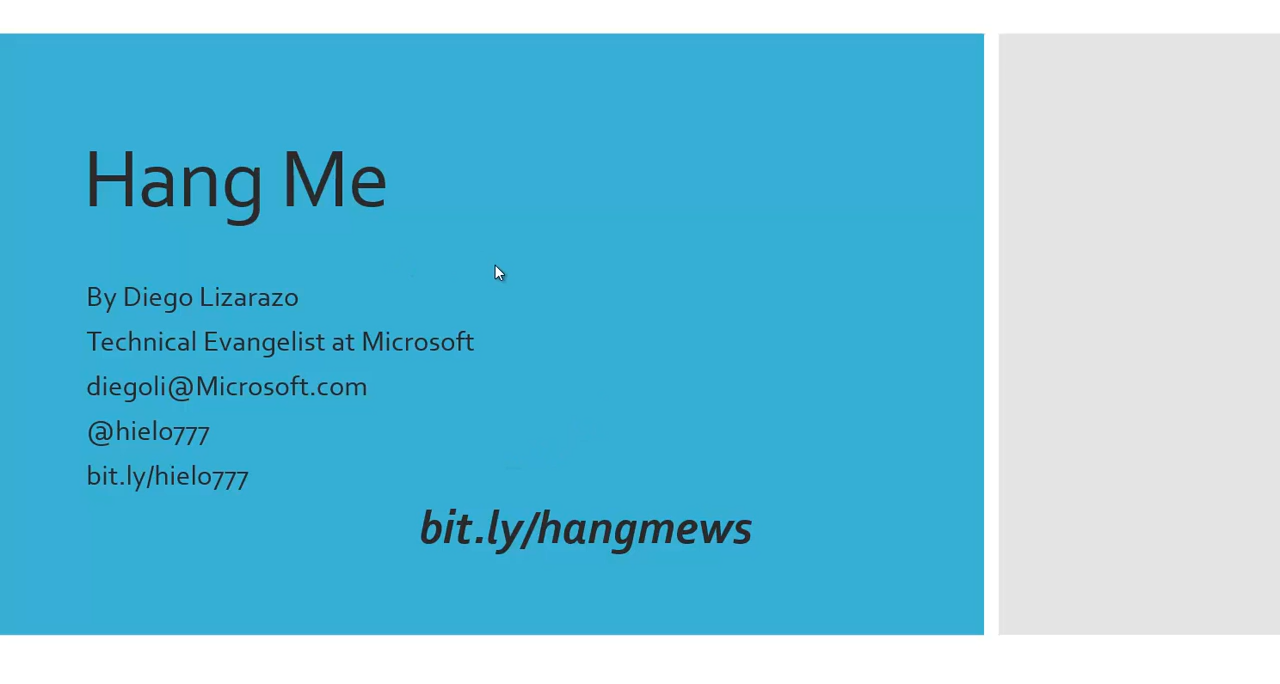 Hang Me
By Diego Lizarazo
Technical Evangelist at Microsoft
diegoli@Microsoft.com
@hielo777
bit.ly/hielo777
bit.ly/hangmews